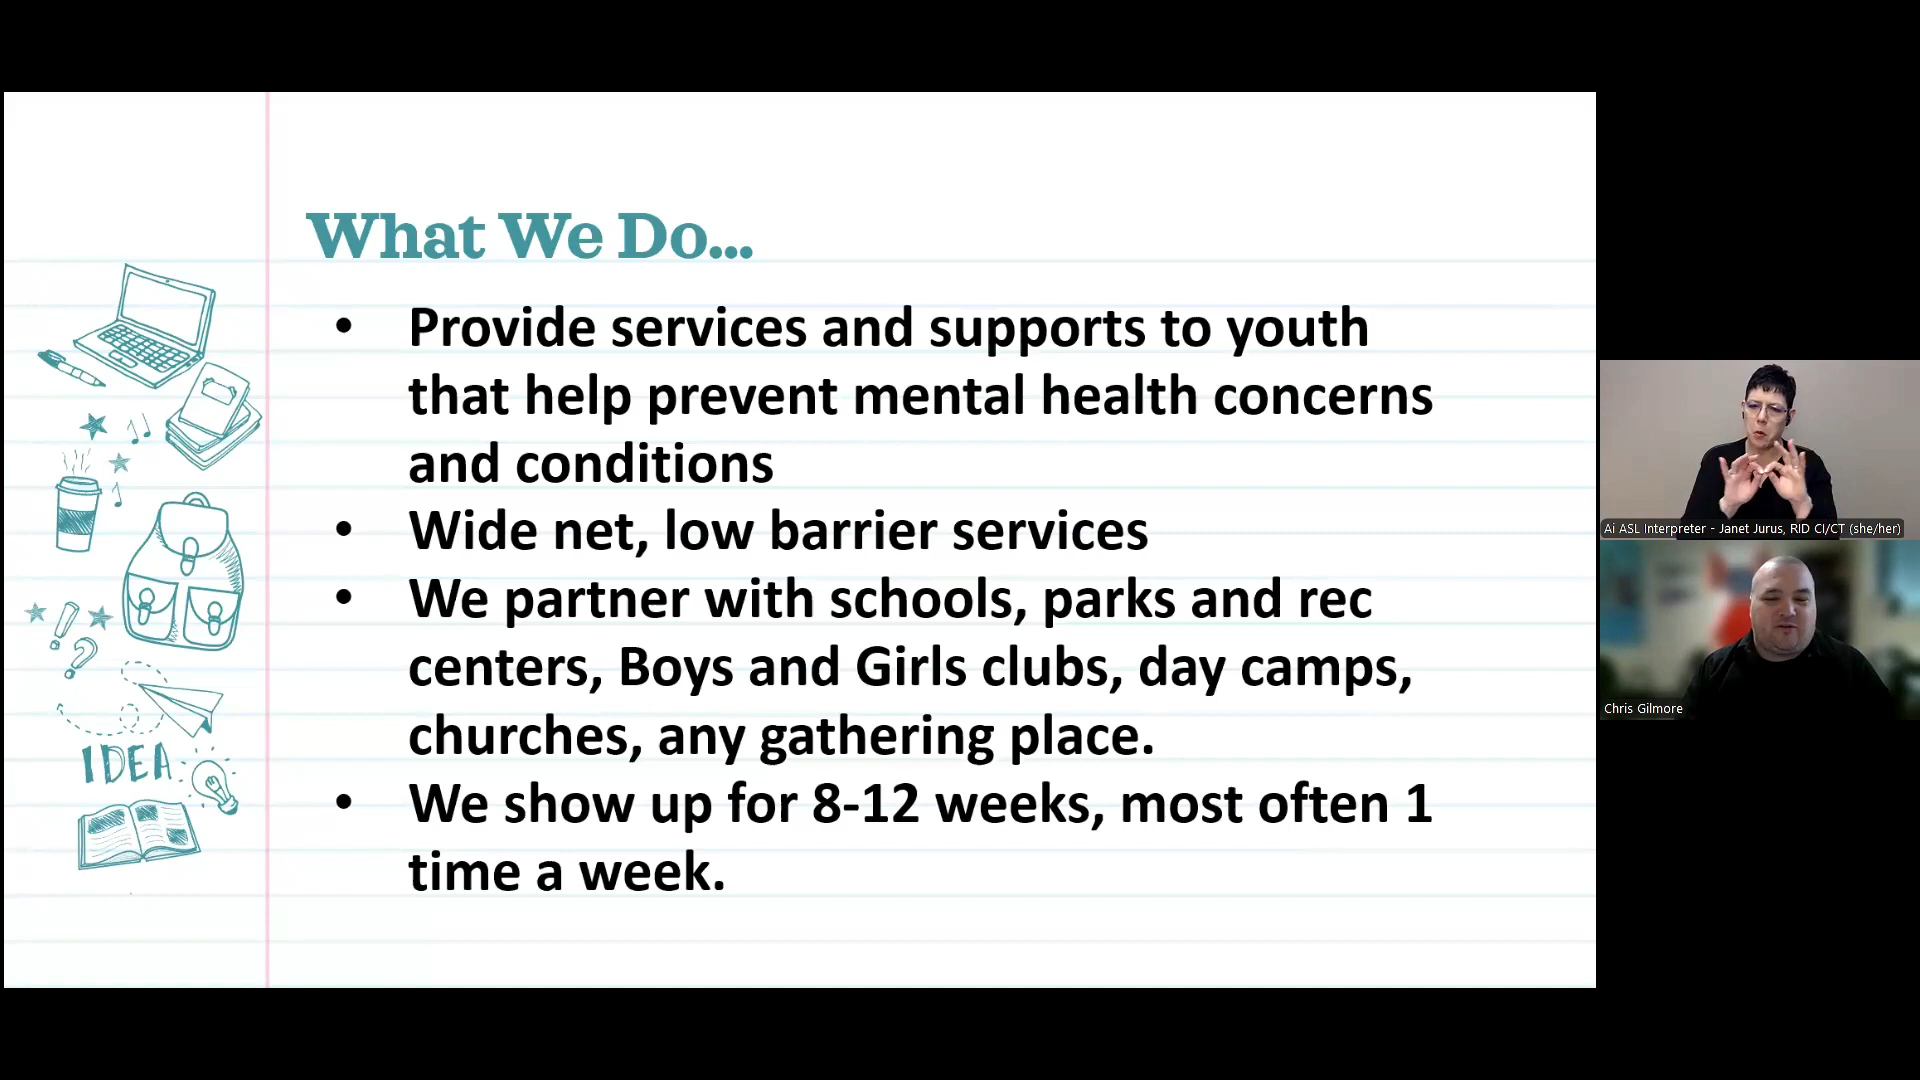 What We Do...
• Provide services and supports to youth
that help prevent mental health concerns
and conditions
• Wide net, low barrier services
• We partner with schools, parks and rec
centers, Boys and Girls clubs, day camps,
churches, any gathering place.
• We show up for 8-12 weeks, most often 1
time a week.
! ?
IDEA
Ai ASL Interpreter - Janet Jurus, RID CI/CT (she/her)
Chris Gilmore